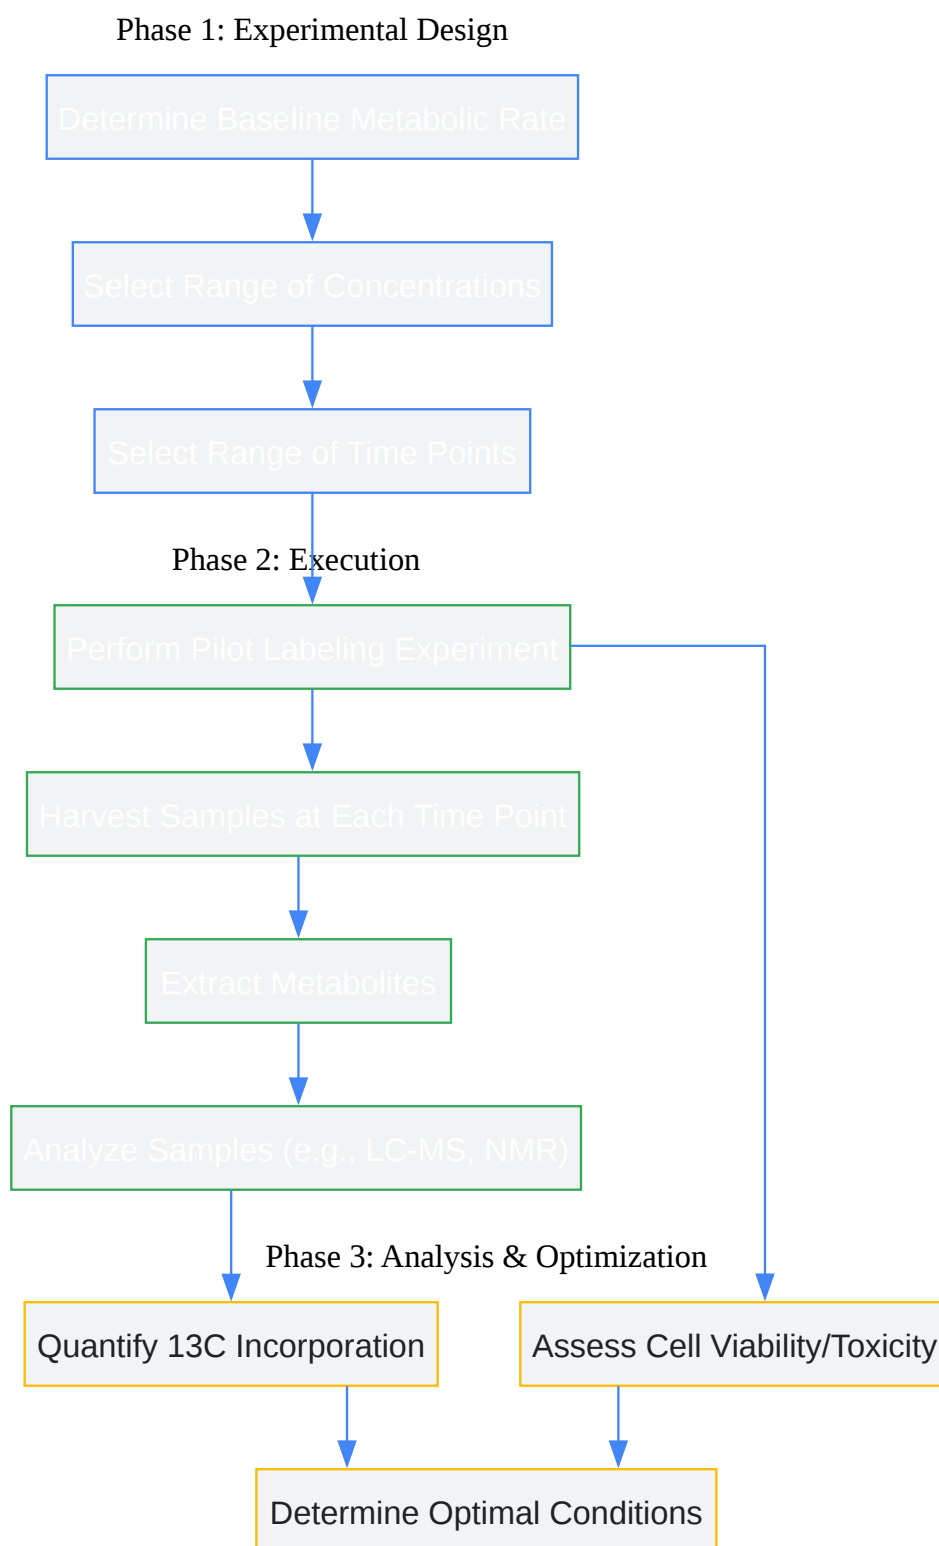 Phase 1: Experimental Design
Determine Baseline Metabolic Rate
Select Range of Concentrations
Select Range of Time Points
Phase 2: Execution
Perform Pilot Labeling Experiment
Harvest Samples at Each Time Point
Extract Metabolites
Analyze Samples (e.g., LC-MS, NMR)
Phase 3: Analysis & Optimization
Quantify 13C Incorporation
Assess Cell Viability/Toxicity
Determine Optimal Conditions